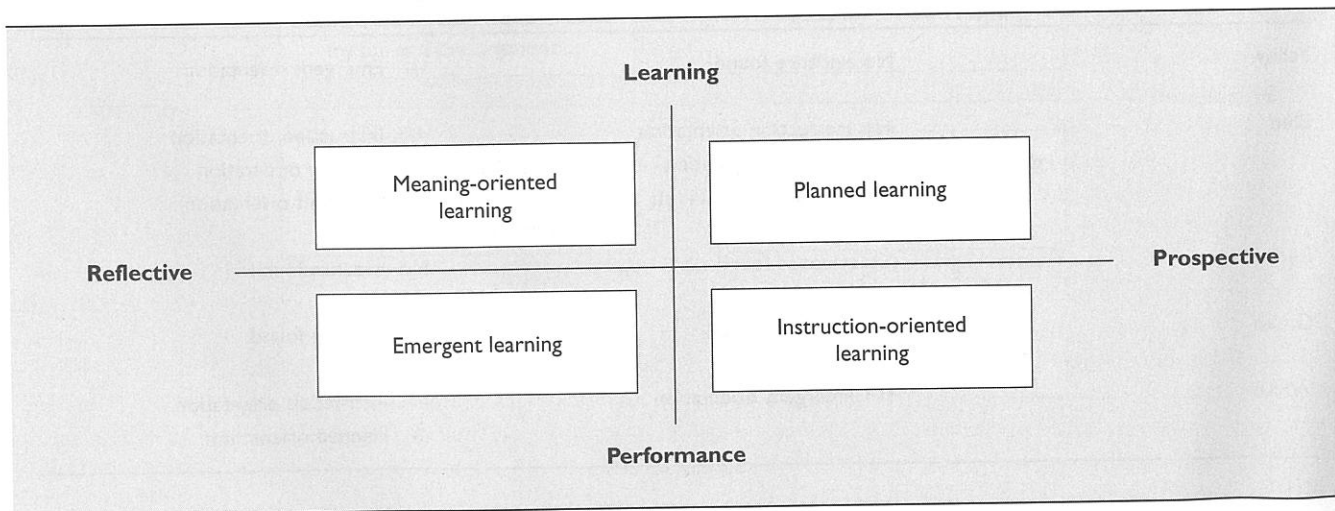 Learning
Meaning-oriented
learning
Planned learning
Reflective
Prospective
Emergent learning
Instruction-oriented
learning
Performance